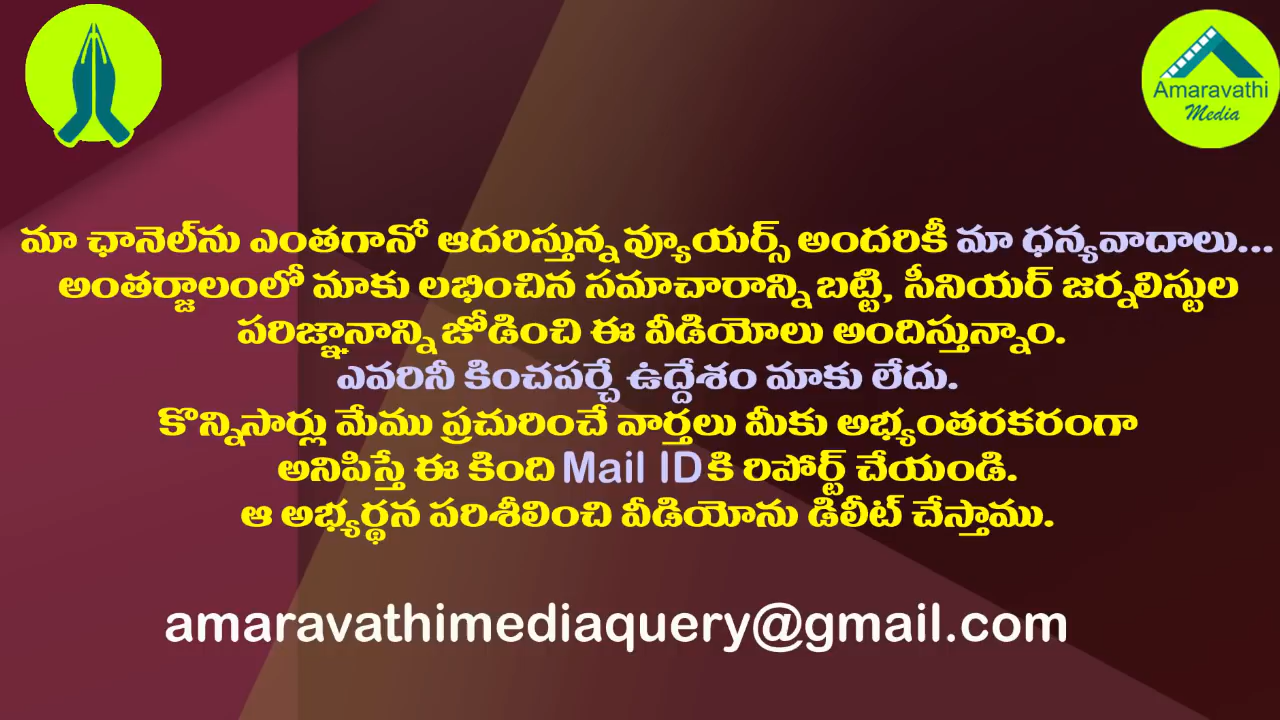 Amaravathi
Media
మా ఛానెల్‌ను ఎంతగానో ఆదరిస్తున్న వ్యూయర్స్ అందరికీ మా ధన్యవాదాలు...
అంతర్జాలంలో మాకు లభించిన సమాచారాన్ని బట్టి, సీనియర్ జర్నలిస్టుల
పరిజ్ఞానాన్ని జోడించి ఈ వీడియోలు అందిస్తున్నాం.
ఎవరినీ కించపర్చే ఉద్దేశం మాకు లేదు.
కొన్నిసార్లు మేము ప్రచురించే వార్తలు మీకు అభ్యంతరకరంగా
అనిపిస్తే ఈ కింది Mail ID కి రిపోర్ట్ చేయండి.
ఆ అభ్యర్థన పరిశీలించి వీడియోను డిలీట్ చేస్తాము.
amaravathimediaquery@gmail.com